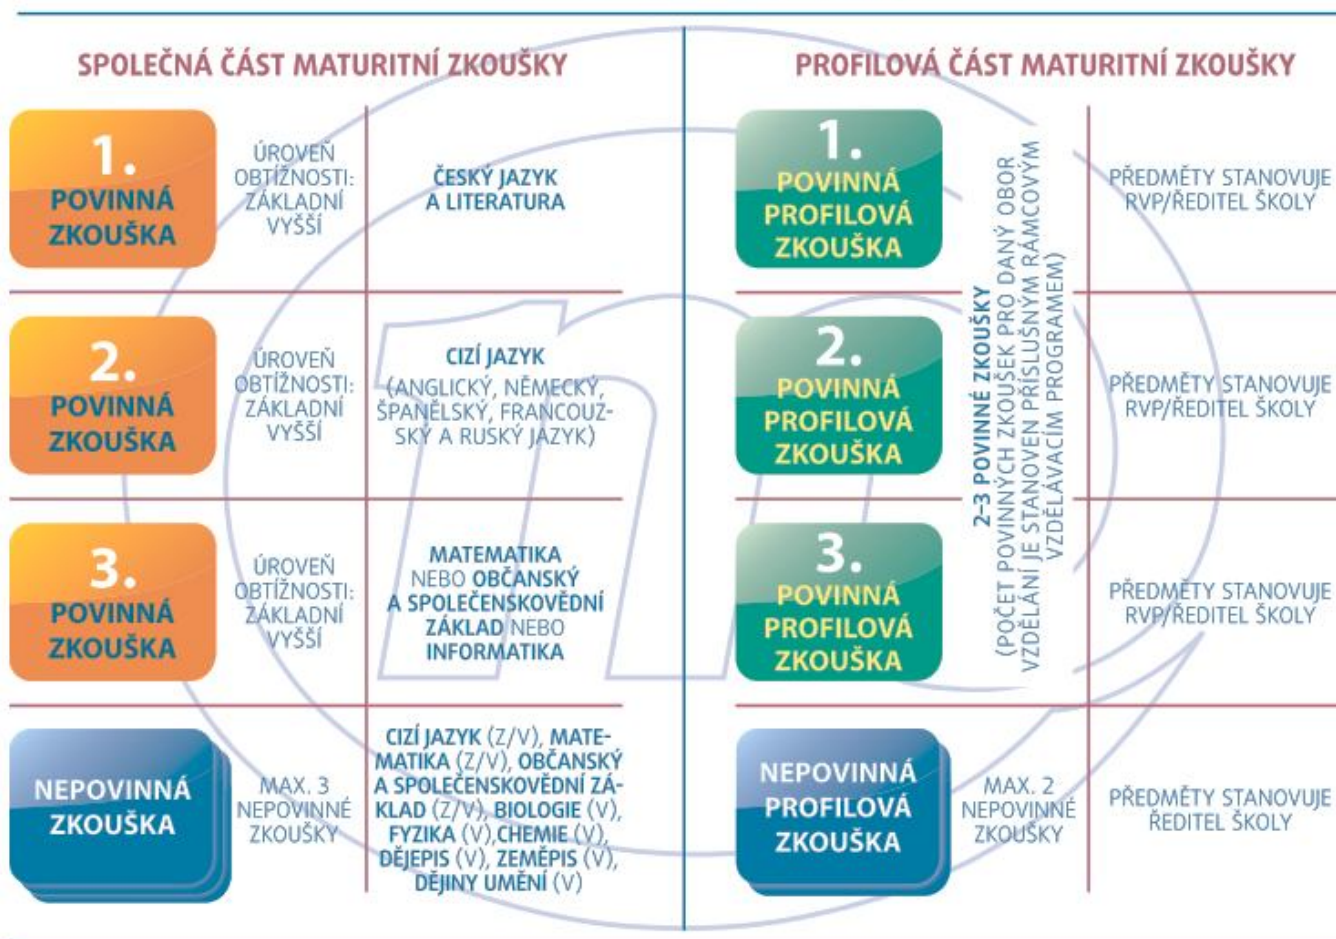 SPOLEČNÁ ČÁST MATURITNÍ ZKOUŠKY
1.
POVINNÁ
ZKOUŠKA
ÚROVEŇ
OBTÍŽNOSTI:
ZÁKLADNÍ
VYŠŠÍ
ČESKÝ JAZYK
A LITERATURA
2.
POVINNÁ
ZKOUŠKA
ÚROVEŇ
OBTÍŽNOSTI:
ZÁKLADNÍ
VYŠŠÍ
CIZÍ JAZYK
(ANGLICKÝ, NĚMECKÝ,
ŠPANĚLSKÝ, FRANCOUZ-
SKÝ A RUSKÝ JAZYK)
3.
POVINNÁ
ZKOUŠKA
ÚROVEŇ
OBTÍŽNOSTI:
ZÁKLADNÍ
VYŠŠÍ
MATEMATIKA
NEBO OBČANSKÝ
A SPOLEČENSKOVĚDNÍ
ZÁKLAD NEBO
INFORMATIKA
NEPOVINNÁ
ZKOUŠKA
MAX. 3
NEPOVINNÉ
ZKOUŠKY
CIZÍ JAZYK (Z/V), MATE-
MATIKA (Z/V), OBČANSKÝ
A SPOLEČENSKOVĚDNÍ ZÁ-
KLAD (Z/V), BIOLOGIE (V),
FYZIKA (V),CHEMIE (V),
DĚJEPIS (V), ZEMĚPIS (V),
DĚJINY UMĚNÍ (V)
PROFILOVÁ ČÁST MATURITNÍ ZKOUŠKY
1.
POVINNÁ
PROFILOVÁ
ZKOUŠKA
PŘEDMĚTY STANOVUJE
RVP/ŘEDITEL ŠKOLY
2.
POVINNÁ
PROFILOVÁ
ZKOUŠKA
PŘEDMĚTY STANOVUJE
RVP/ŘEDITEL ŠKOLY
3.
POVINNÁ
PROFILOVÁ
ZKOUŠKA
PŘEDMĚTY STANOVUJE
RVP/ŘEDITEL ŠKOLY
2–3 POVINNÉ ZKOUŠKY
(POČET POVINNÝCH ZKOUŠEK PRO DANÝ OBOR
VZDĚLÁNÍ JE STANOVEN PŘÍSLUŠNÝM RÁMCOVÝM
VZDĚLÁVACÍM PROGRAMEM)
NEPOVINNÁ
PROFILOVÁ
ZKOUŠKA
MAX. 2
NEPOVINNÉ
ZKOUŠKY
PŘEDMĚTY STANOVUJE
ŘEDITEL ŠKOLY